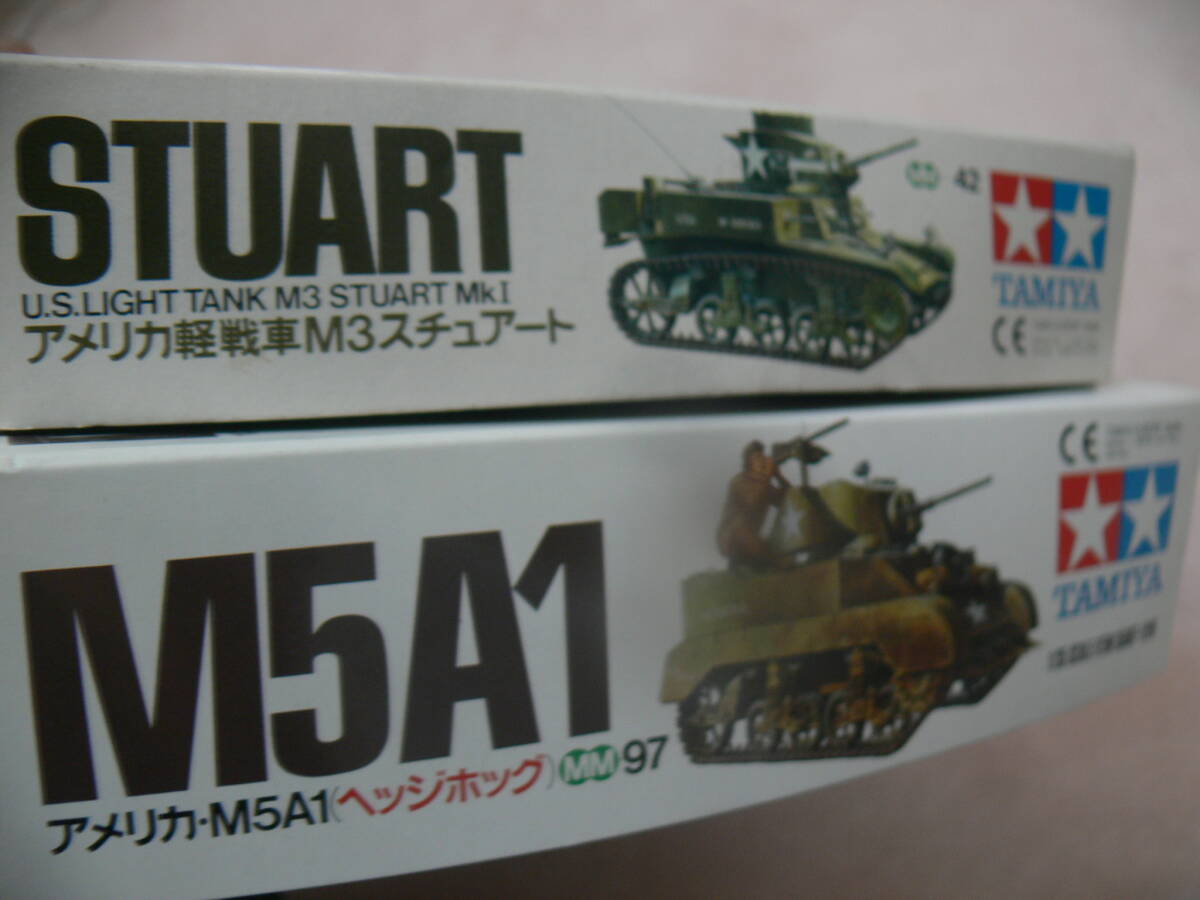 STUART
U.S.LIGHT TANK M3 STUART MkI
アメリカ軽戦車M3スチュアート
42
TAMIYA
CE
M5A1
アメリカ・M5A1(ヘッジホッグ) MM 97
CE
TAMIYA